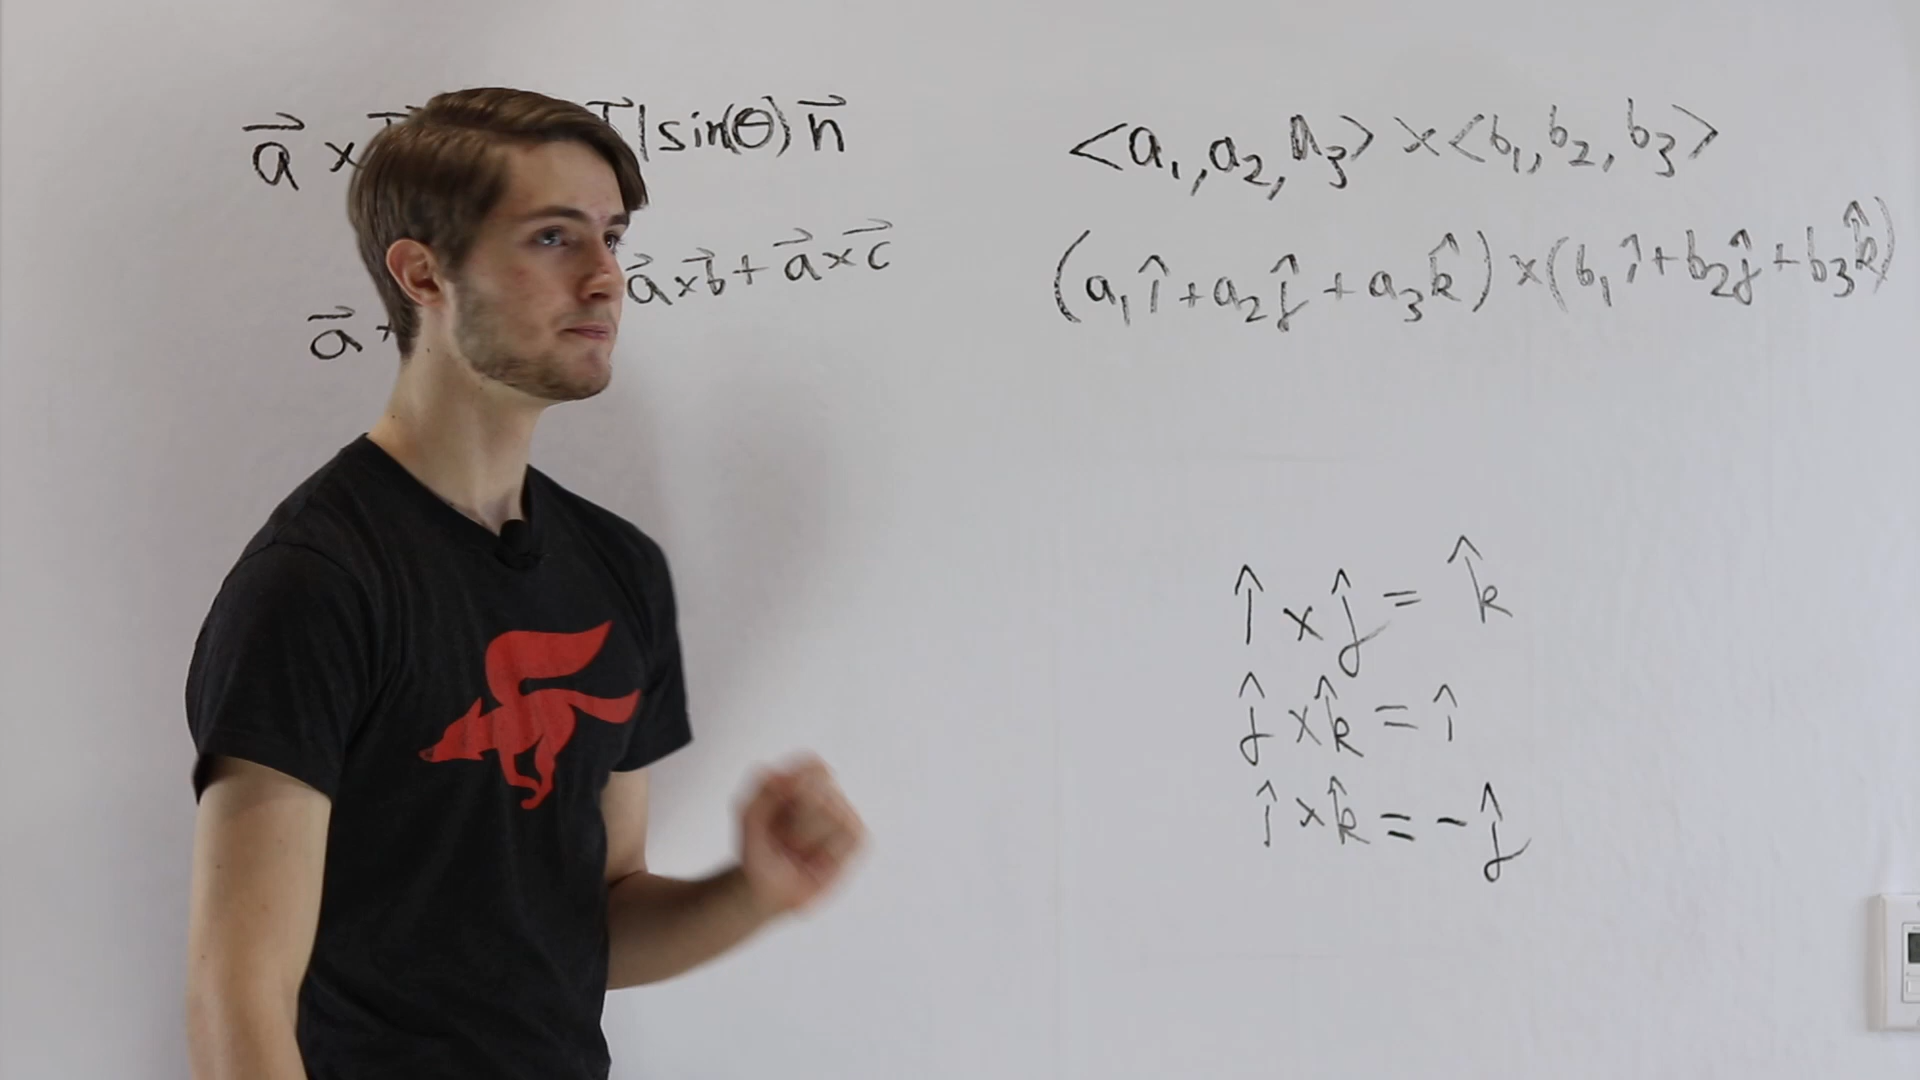 a⃗ × |sin(θ) n⃗
a⃗ × b⃗ + a⃗ × c⃗
a⃗
<a₁, a₂, a₃> × <b₁, b₂, b₃>
(a₁î + a₂ĵ + a₃k̂) × (b₁î + b₂ĵ + b₃k̂)
î × ĵ = k̂
ĵ × k̂ = î
î × k̂ = -ĵ